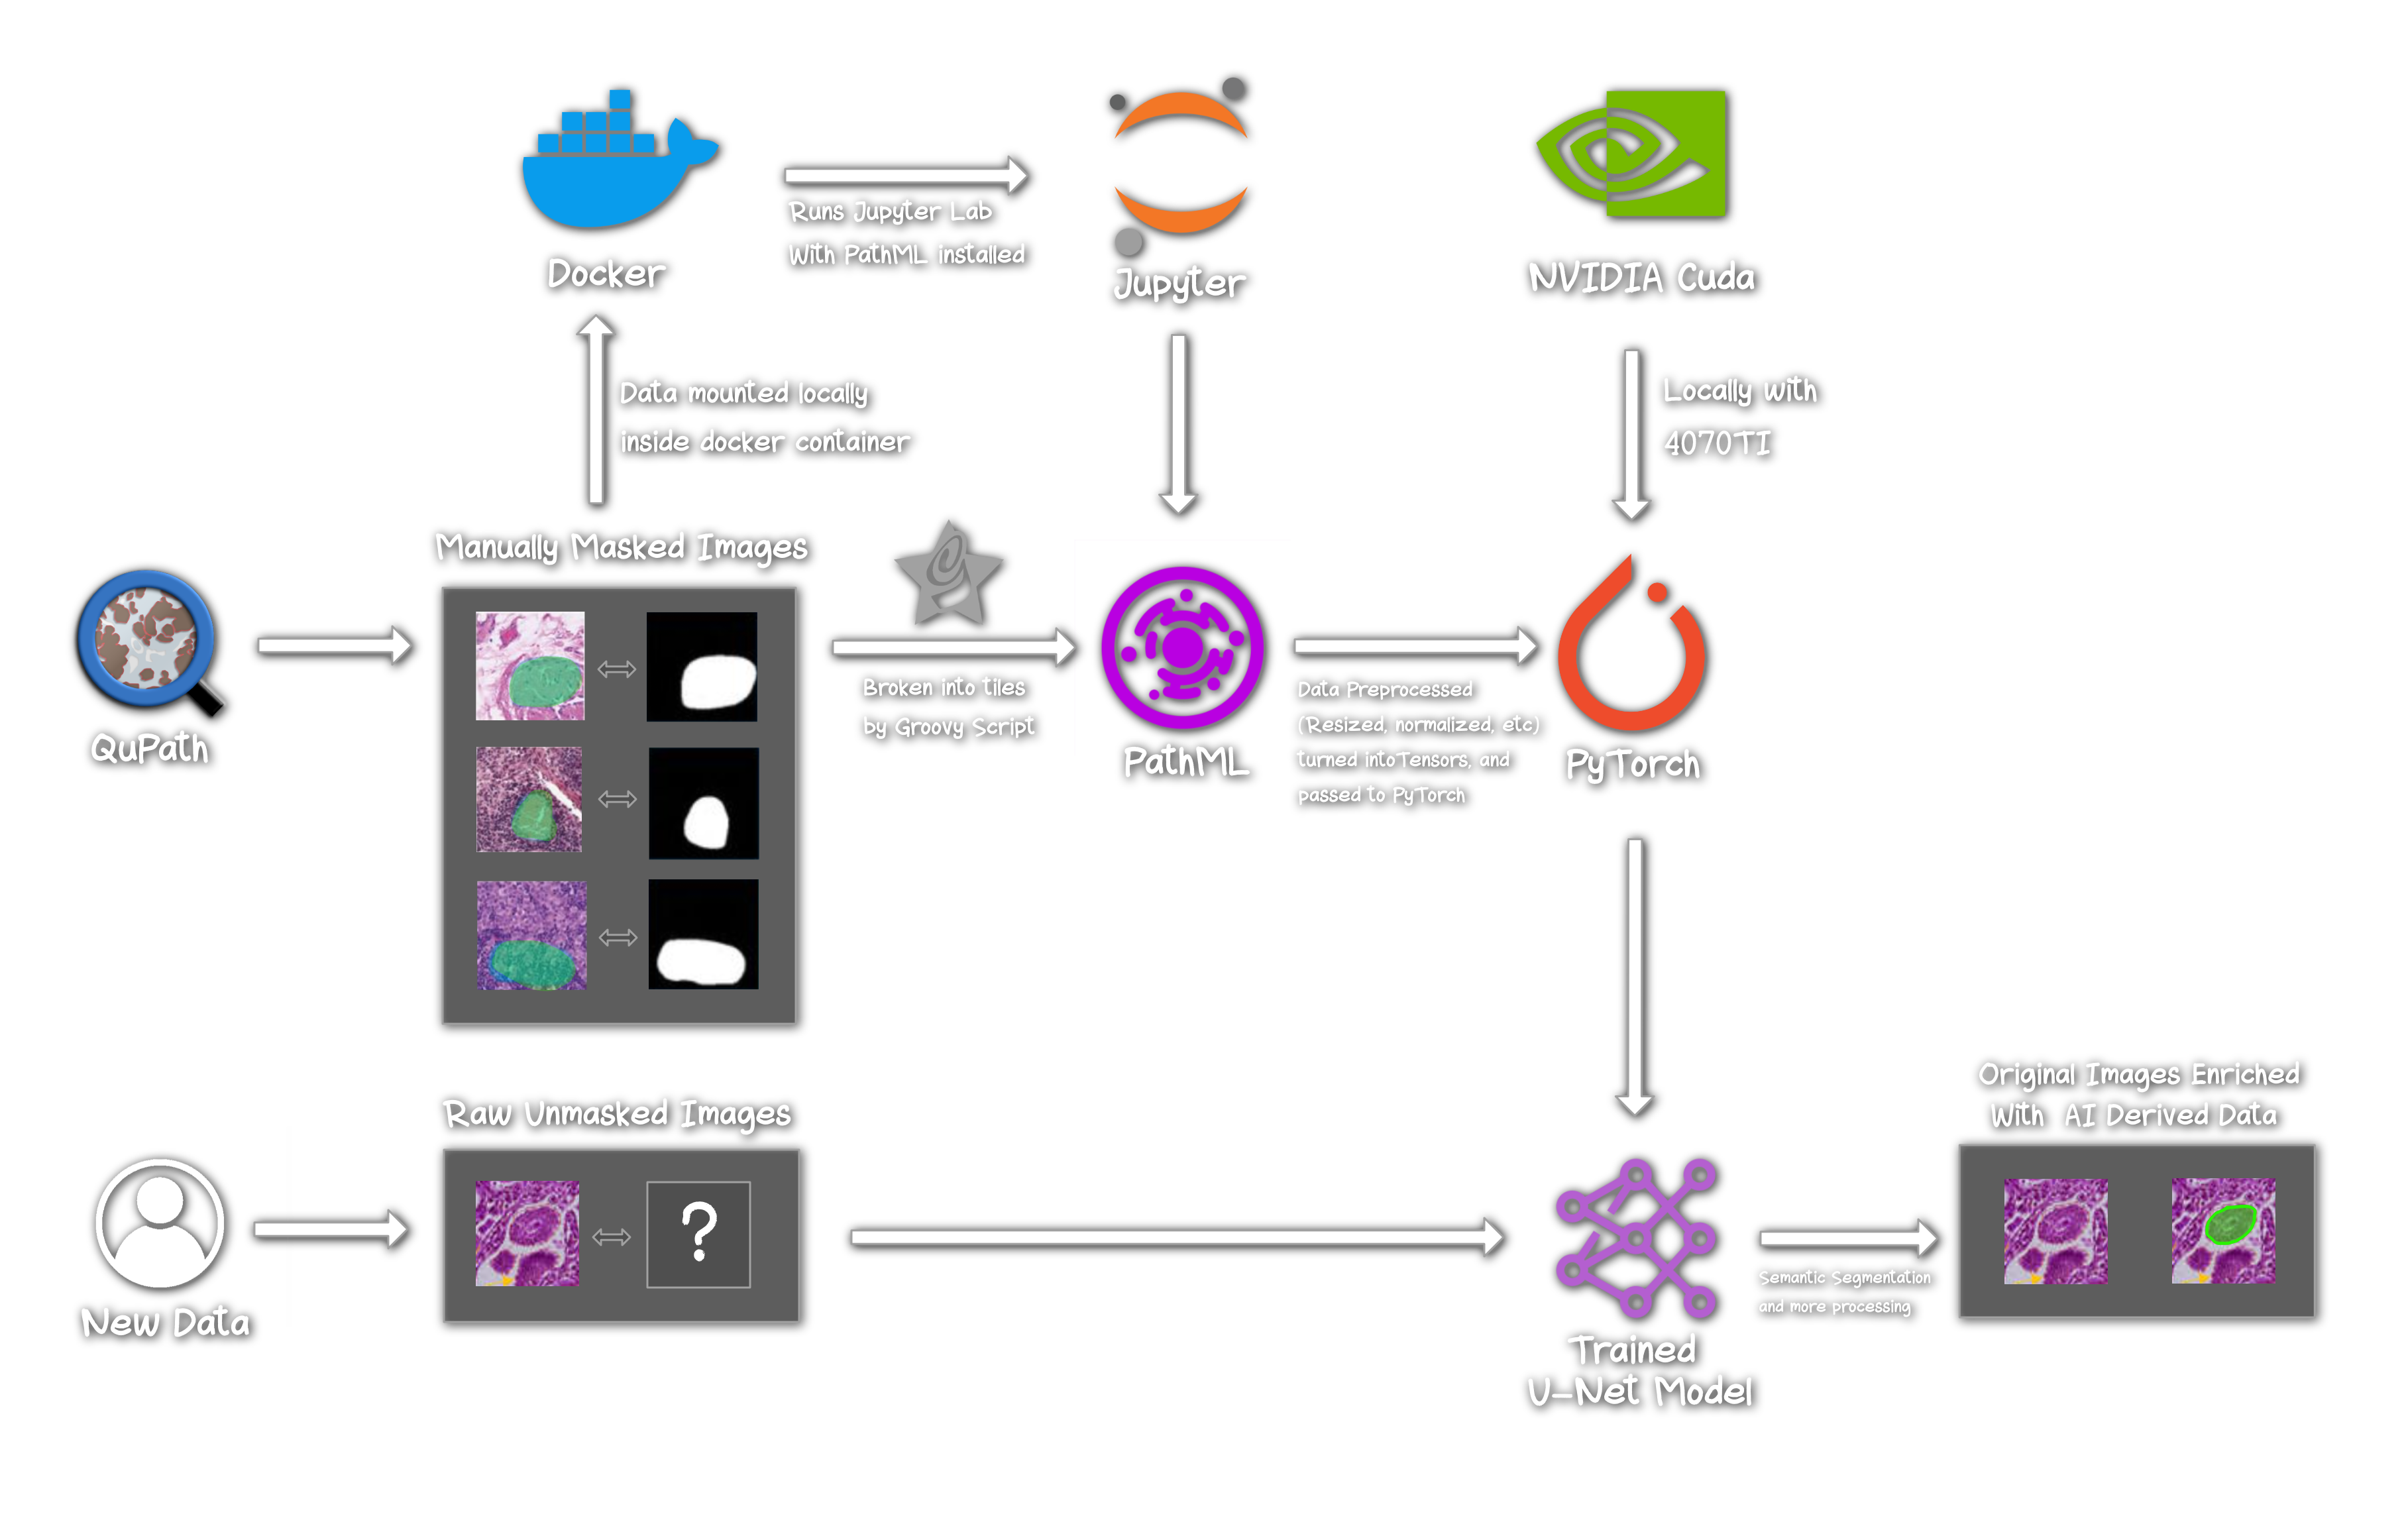 Docker
Runs Jupyter Lab
With PathML installed
Jupyter
NVIDIA Cuda
Data mounted locally
inside docker container
Locally with
4070TI
QuPath
Manually Masked Images
Broken into tiles
by Groovy Script
PathML
Data Preprocessed
(Resized, normalized, etc)
turned intoTensors, and
passed to PyTorch
PyTorch
New Data
Raw Unmasked Images
?
Trained
U-Net Model
Semantic Segmentation
and more processing
Original Images Enriched
With AI Derived Data